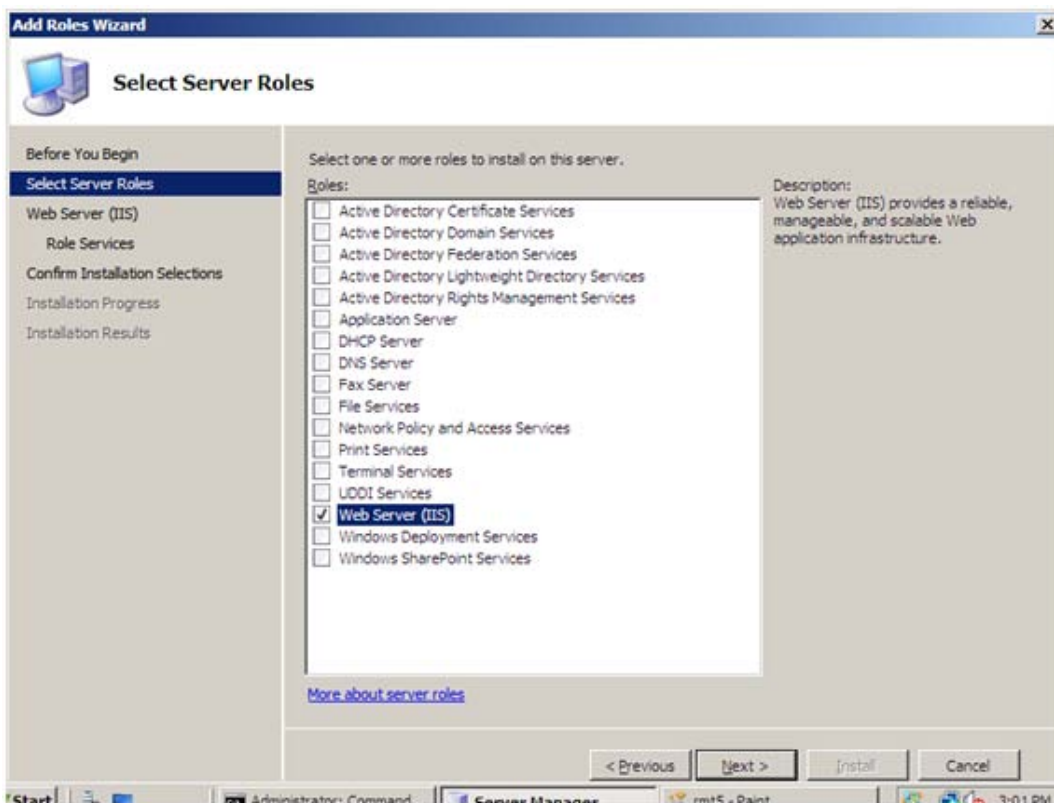 Add Roles Wizard
Select Server Roles
Before You Begin
Select Server Roles
Web Server (IIS)
Role Services
Confirm Installation Selections
Installation Progress
Installation Results
Select one or more roles to install on this server.
Roles:
Active Directory Certificate Services
Active Directory Domain Services
Active Directory Federation Services
Active Directory Lightweight Directory Services
Active Directory Rights Management Services
Application Server
DHCP Server
DNS Server
Fax Server
File Services
Network Policy and Access Services
Print Services
Terminal Services
UDDI Services
Web Server (IIS)
Windows Deployment Services
Windows SharePoint Services
More about server roles
Description:
Web Server (IIS) provides a reliable,
manageable, and scalable Web
application infrastructure.
< Previous
Next >
Install
Cancel
Start
Administrator: Command
Server Manager
rmt5 - Paint
3:01 PM